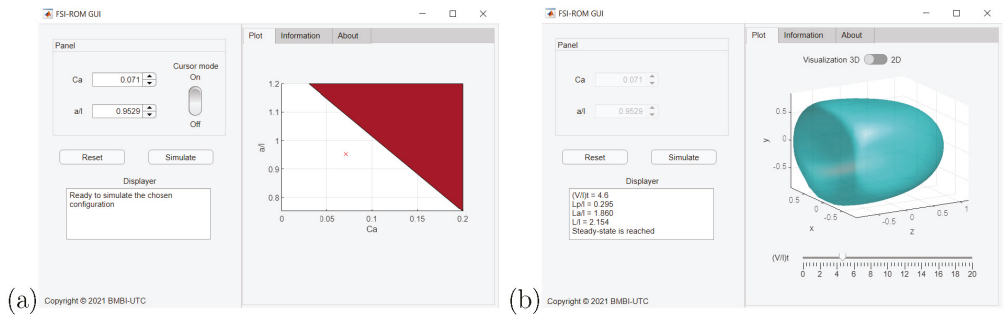 FSI-ROM GUI
Panel
Ca 0.071
Cursor mode
On
a/l 0.9529
Off
Reset Simulate
Displayer
Ready to simulate the chosen
configuration
Copyright © 2021 BMBI-UTC
Plot Information About
1.2
1.1
1
0.9
0.8
a/l
0 0.05 0.1 0.15 0.2
Ca
(a)
FSI-ROM GUI
Panel
Ca 0.071
a/l 0.9529
Reset Simulate
Displayer
(V/l)t = 4.6
Lp/l = 0.295
La/l = 1.860
L/l = 2.154
Steady-state is reached
Copyright © 2021 BMBI-UTC
Plot Information About
Visualization 3D 2D
0.5
0
-0.5
y
0.5
0
-0.5
x
-0.5 0 0.5 1
z
(V/l)t
0 2 4 6 8 10 12 14 16 18 20
(b)